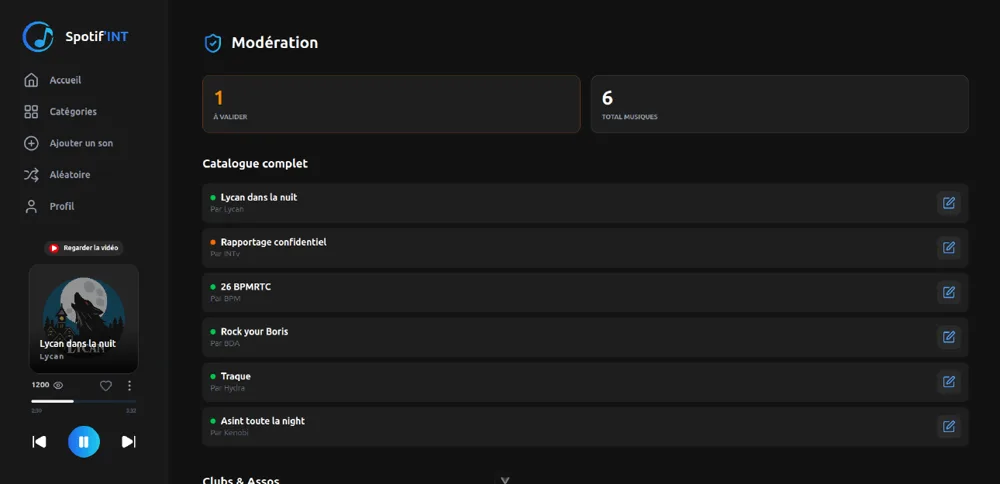 Spotif'INT
Accueil
Catégories
Ajouter un son
Aléatoire
Profil
Regarder la vidéo
Lycan dans la nuit
LYCAN
Lycan
1200
Modération
1
À VALIDER
6
TOTAL MUSIQUES
Catalogue complet
Lycan dans la nuit
Par Lycan
Rapportage confidentiel
Par INTv
26 BPMRTC
Par BPM
Rock your Boris
Par BDA
Traque
Par Hydra
Asint toute la night
Par Kenobi
Clubs & Assos